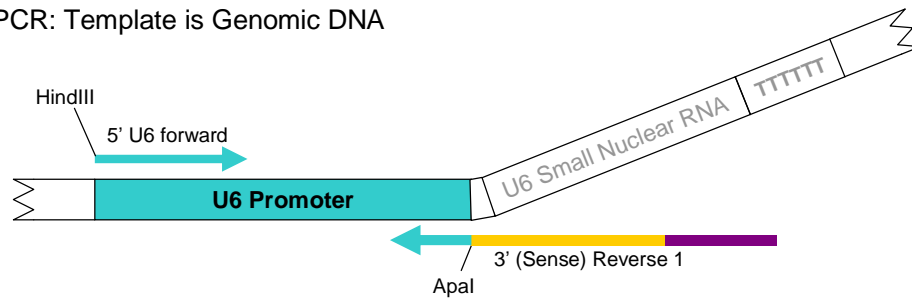 PCR: Template is Genomic DNA
HindIII
5' U6 forward
U6 Promoter
U6 Small Nuclear RNA
TTTTTT
3' (Sense) Reverse 1
ApaI